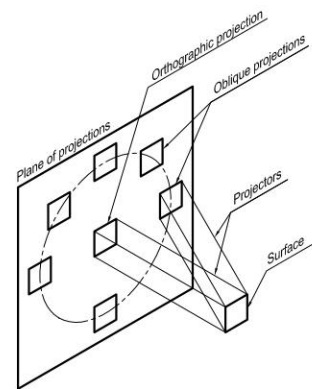 Orthographic projection
Oblique projections
Plane of projections
Projectors
Surface